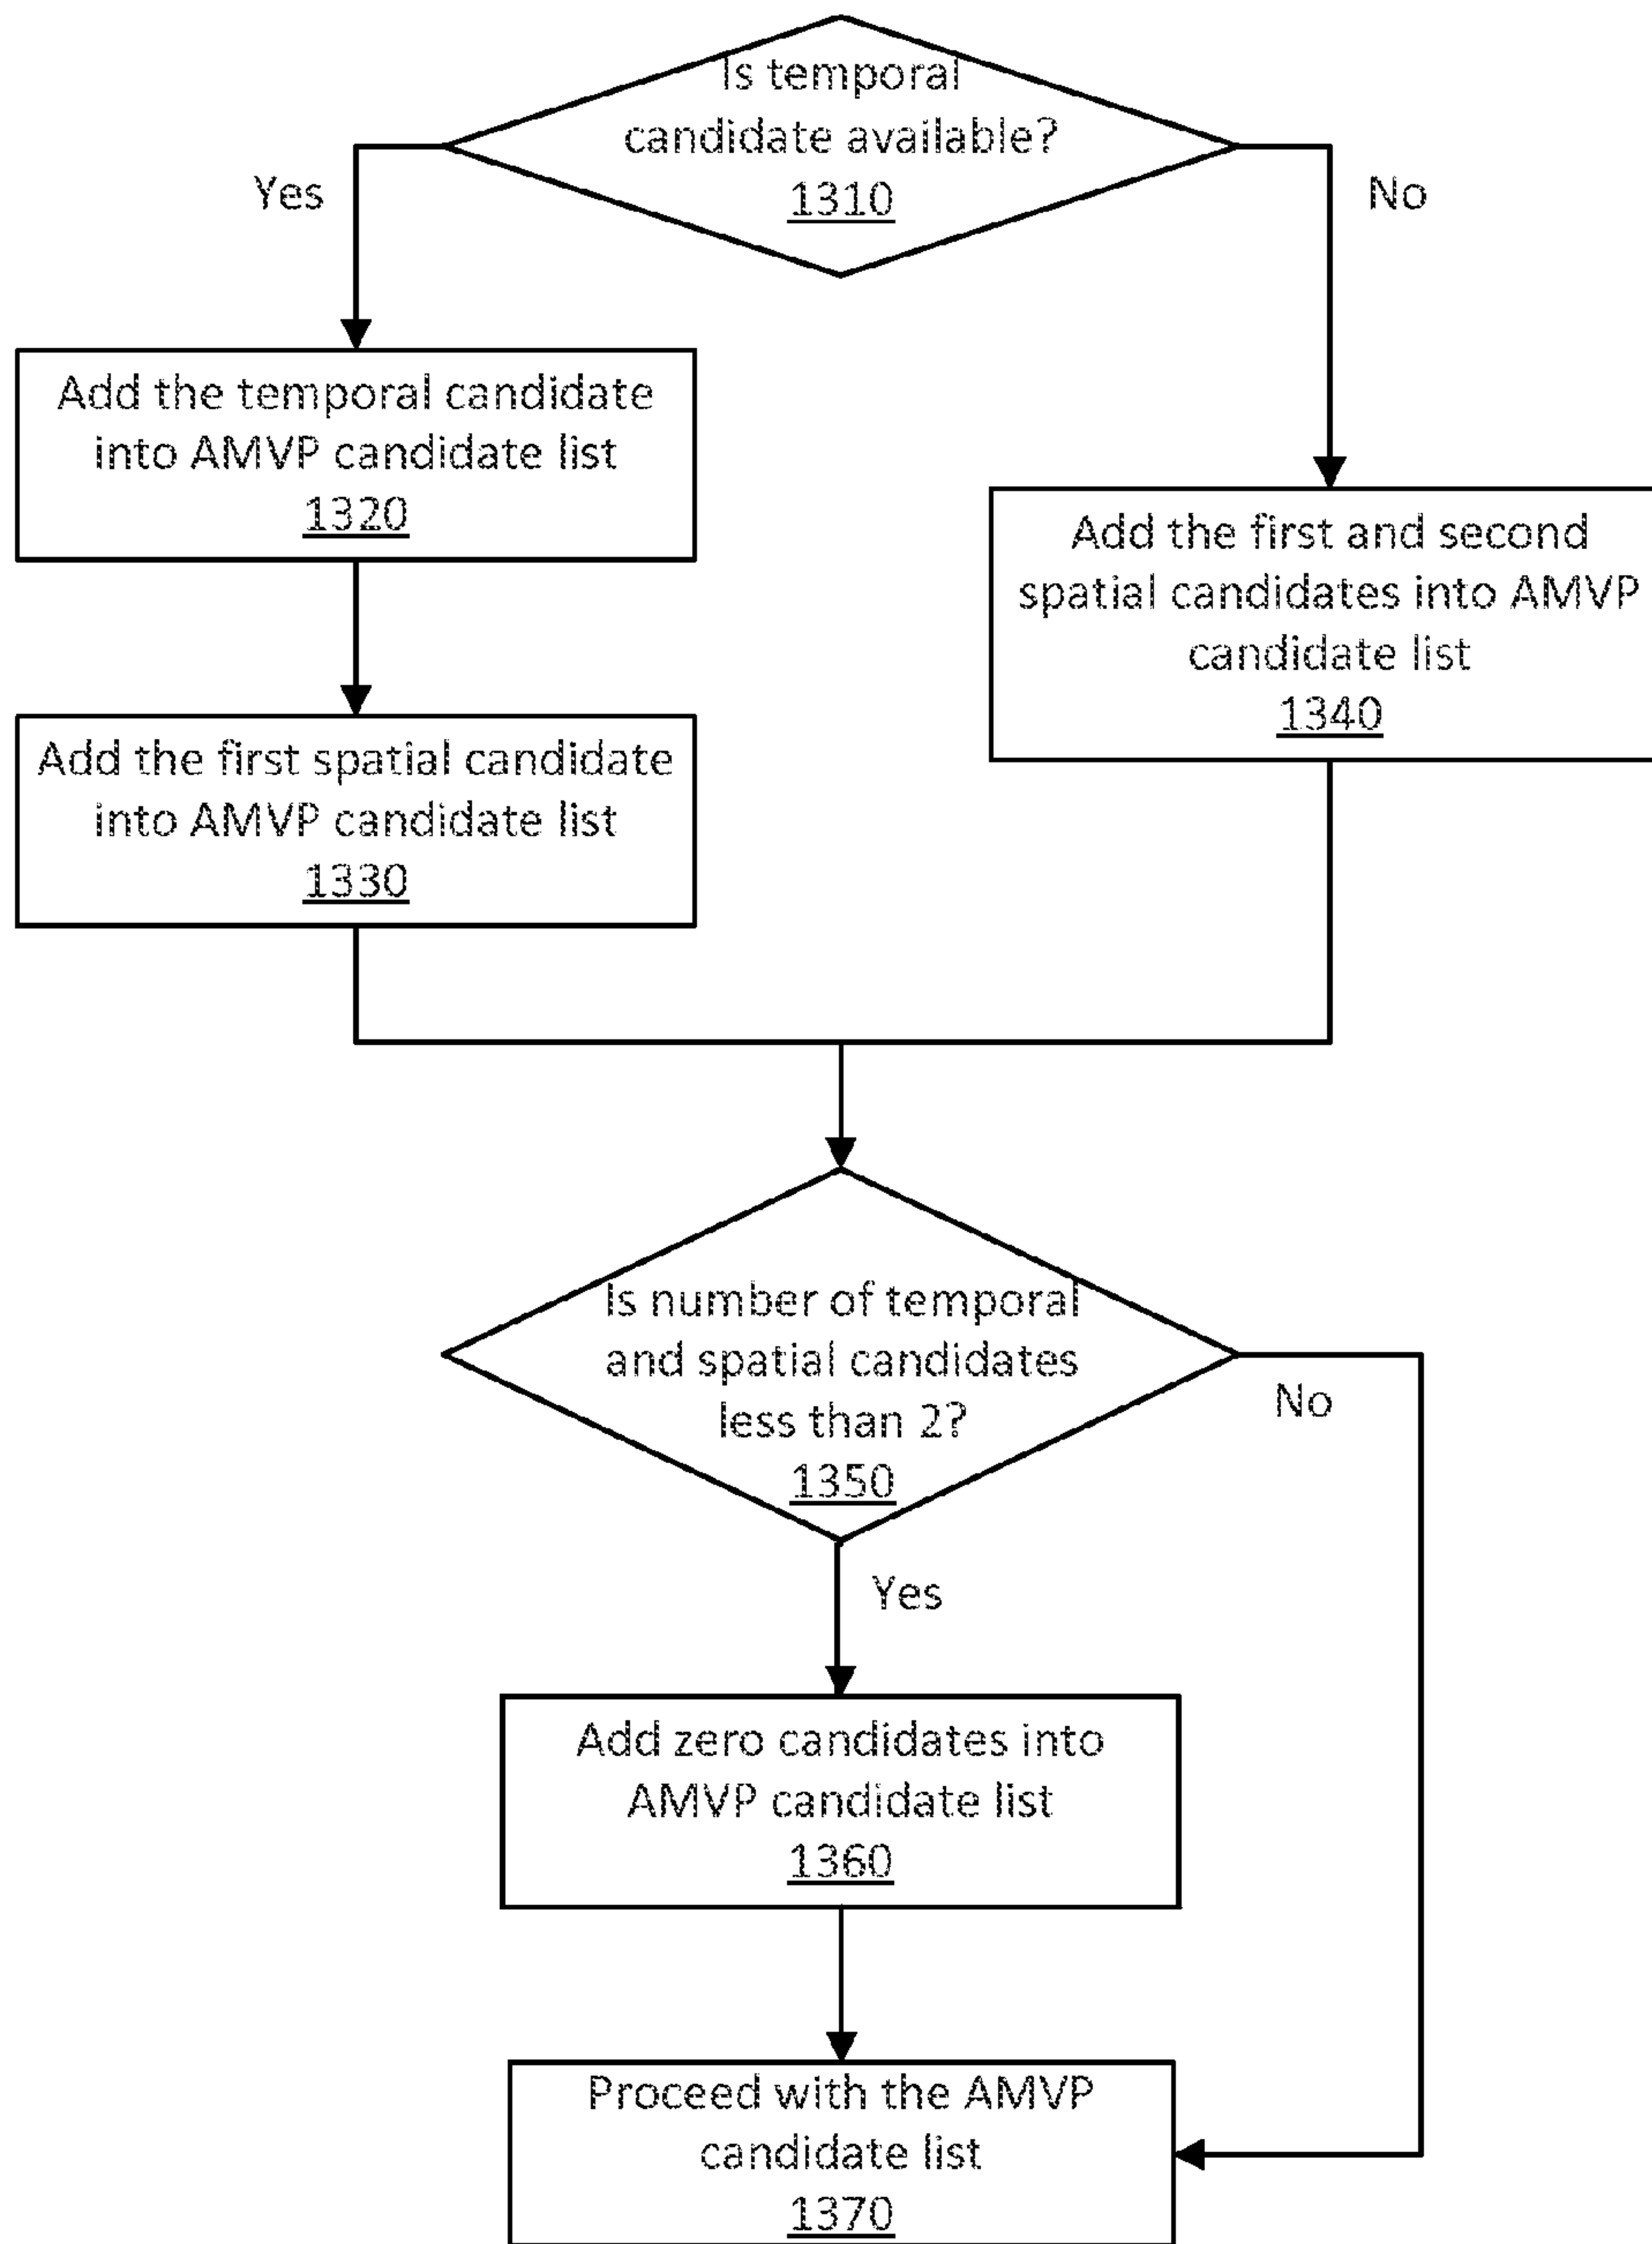 Is temporal
candidate available?
1310
Yes
No
Add the temporal candidate
into AMVP candidate list
1320
Add the first and second
spatial candidates into AMVP
candidate list
1340
Add the first spatial candidate
into AMVP candidate list
1330
Is number of temporal
and spatial candidates
less than 2?
1350
No
Yes
Add zero candidates into
AMVP candidate list
1360
Proceed with the AMVP
candidate list
1370